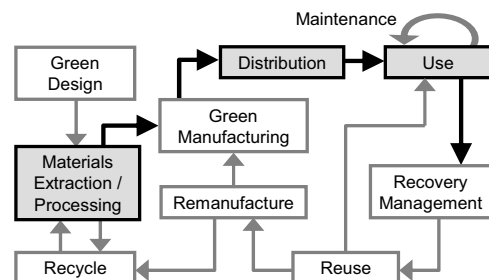 Maintenance
Green
Design
Distribution
Use
Green
Manufacturing
Materials
Extraction /
Processing
Remanufacture
Recovery
Management
Recycle
Reuse